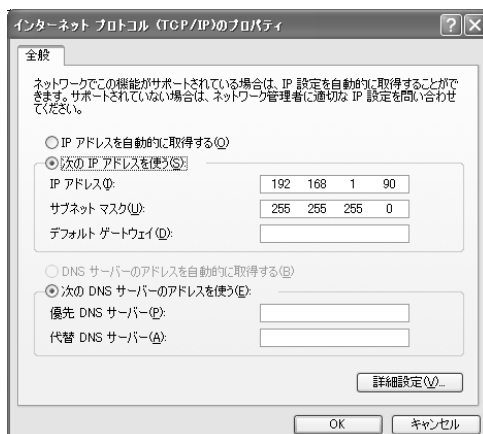 インターネット プロトコル (TCP/IP)のプロパティ
全般
ネットワークでこの機能がサポートされている場合は、IP 設定を自動的に取得することがで
きます。サポートされていない場合は、ネットワーク管理者に適切な IP 設定を問い合わせ
てください。
IP アドレスを自動的に取得する(O)
次の IP アドレスを使う(S):
IP アドレス(I): 192 168 1 90
サブネット マスク(U): 255 255 255 0
デフォルト ゲートウェイ(D):
DNS サーバーのアドレスを自動的に取得する(B)
次の DNS サーバーのアドレスを使う(E):
優先 DNS サーバー(P):
代替 DNS サーバー(A):
詳細設定(V)...
OK キャンセル